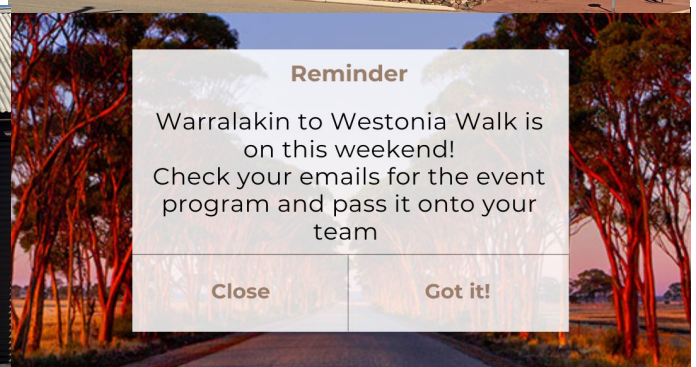 Reminder
Warralakin to Westonia Walk is
on this weekend!
Check your emails for the event
program and pass it onto your
team
Close
Got it!